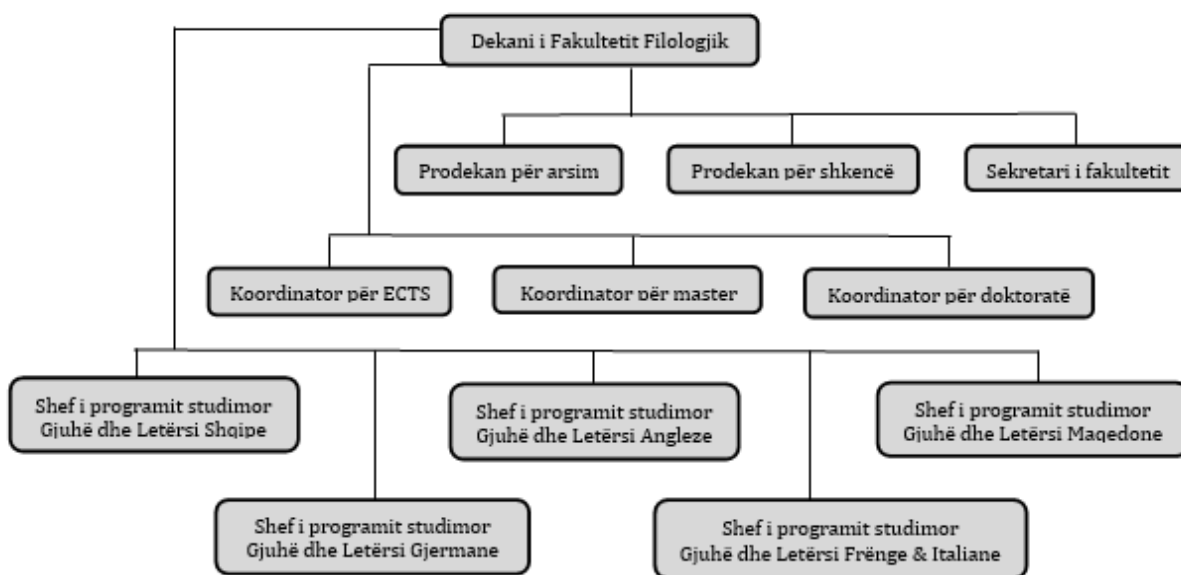 Dekani i Fakultetit Filologjik
Prodekan për arsim
Prodekan për shkencë
Sekretari i fakultetit
Koordinator për ECTS
Koordinator për master
Koordinator për doktoratë
Shef i programit studimor
Gjuhë dhe Letërsi Shqipe
Shef i programit studimor
Gjuhë dhe Letërsi Angleze
Shef i programit studimor
Gjuhë dhe Letërsi Maqedone
Shef i programit studimor
Gjuhë dhe Letërsi Gjermane
Shef i programit studimor
Gjuhë dhe Letërsi Frënge & Italiane